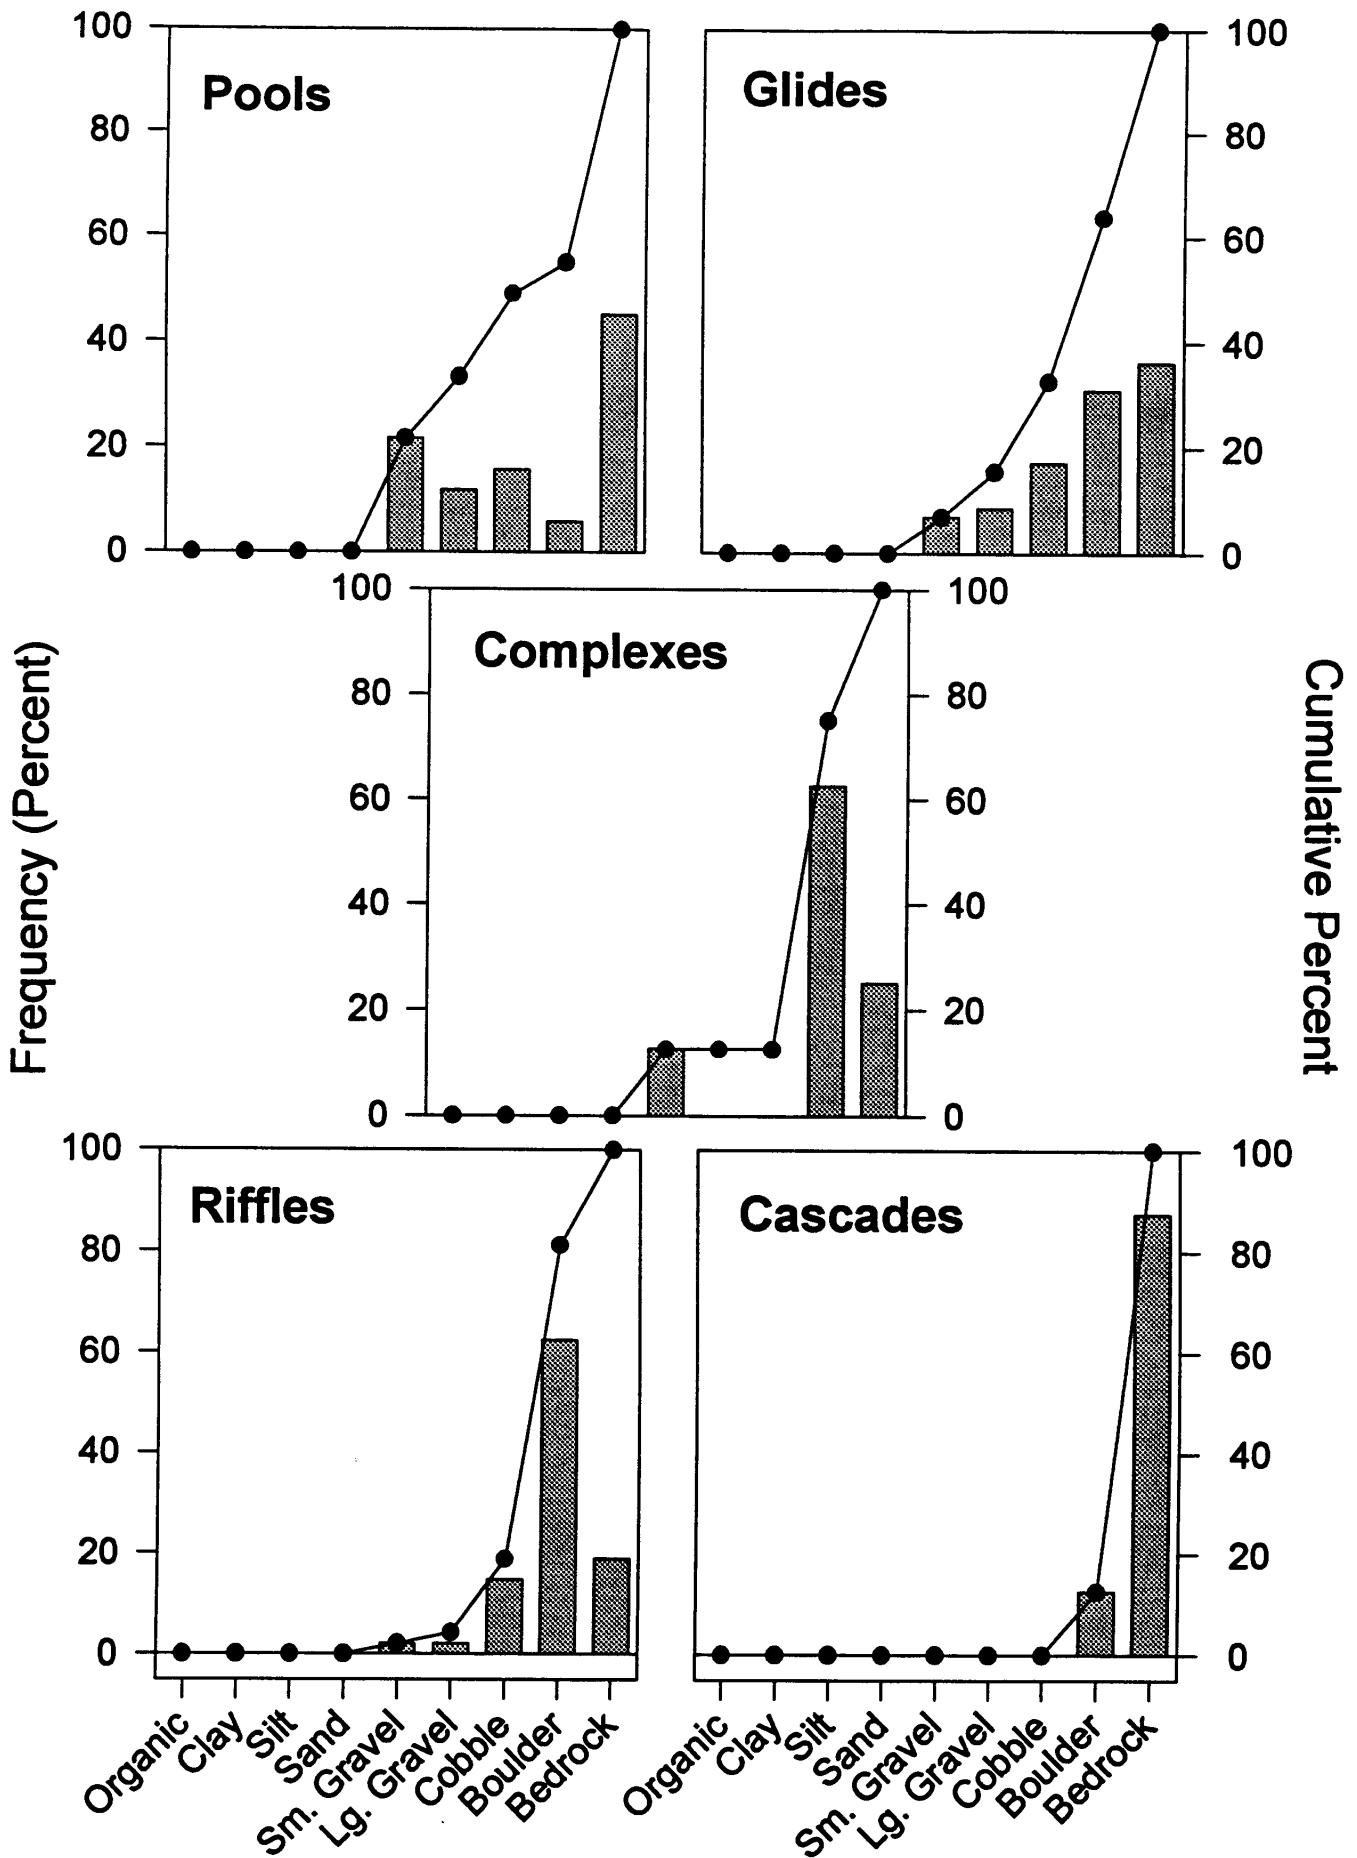 Pools
100
80
60
40
20
0
Glides
100
80
60
40
20
0
Complexes
100
80
60
40
20
0
100
80
60
40
20
0
Frequency (Percent)
Cumulative Percent
Riffles
100
80
60
40
20
0
Organic
Clay
Silt
Sand
Sm. Gravel
Lg. Gravel
Cobble
Boulder
Bedrock
Cascades
100
80
60
40
20
0
Organic
Clay
Silt
Sand
Sm. Gravel
Lg. Gravel
Cobble
Boulder
Bedrock